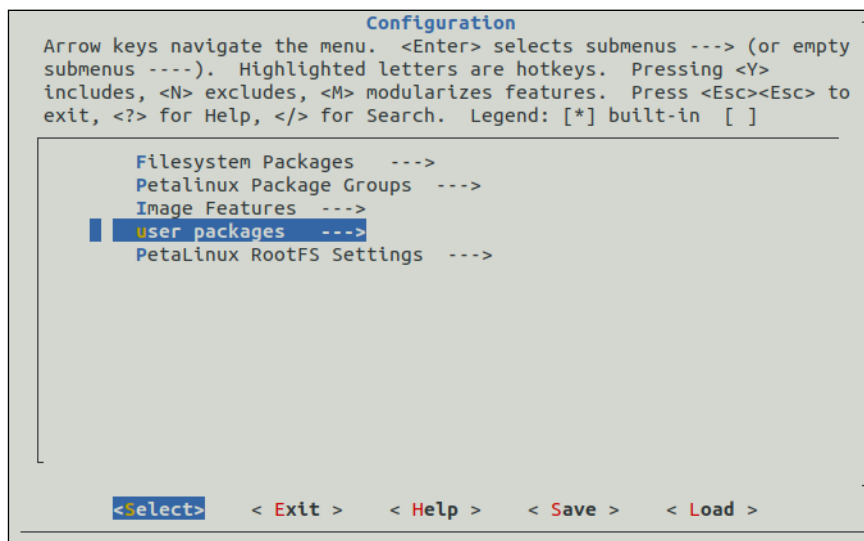 Configuration
Arrow keys navigate the menu.  <Enter> selects submenus ---> (or empty
submenus ----).  Highlighted letters are hotkeys.  Pressing <Y>
includes, <N> excludes, <M> modularizes features.  Press <Esc><Esc> to
exit, <?> for Help, </> for Search.  Legend: [*] built-in  [ ]
Filesystem Packages   --->
Petalinux Package Groups  --->
Image Features  --->
user packages   --->
PetaLinux RootFS Settings  --->
<Select>    < Exit >    < Help >    < Save >    < Load >